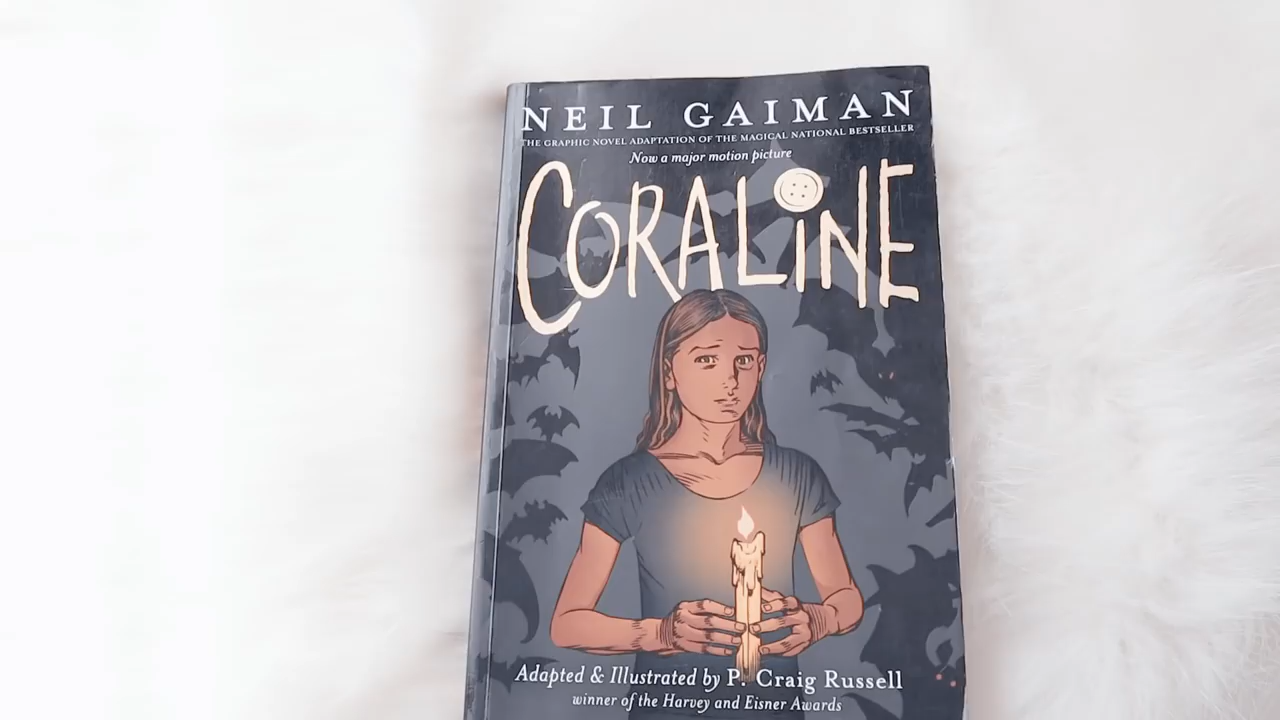 NEIL GAIMAN
THE GRAPHIC NOVEL ADAPTATION OF THE MAGICAL NATIONAL BESTSELLER
Now a major motion picture
CORALiNE
Adapted & Illustrated by P. Craig Russell
winner of the Harvey and Eisner Awards